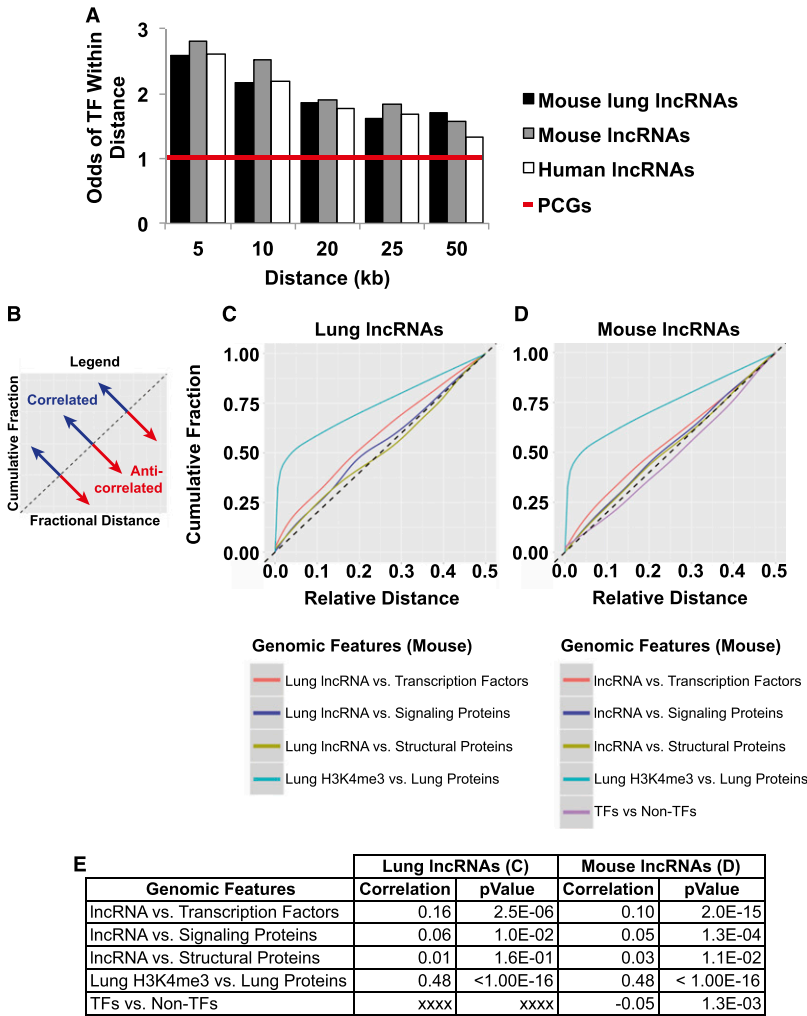 A
3
2
1
0
Odds of TF Within
Distance
5 10 20 25 50
Distance (kb)
Mouse lung lncRNAs
Mouse lncRNAs
Human lncRNAs
PCGs
B
Legend
Cumulative Fraction
Correlated
Anti-
correlated
Fractional Distance
C
Lung lncRNAs
Cumulative Fraction
1.00
0.75
0.50
0.25
0.00
0.0 0.1 0.2 0.3 0.4 0.5
Relative Distance
Genomic Features (Mouse)
Lung lncRNA vs. Transcription Factors
Lung lncRNA vs. Signaling Proteins
Lung lncRNA vs. Structural Proteins
Lung H3K4me3 vs. Lung Proteins
D
Mouse lncRNAs
1.00
0.75
0.50
0.25
0.00
0.0 0.1 0.2 0.3 0.4 0.5
Relative Distance
Genomic Features (Mouse)
lncRNA vs. Transcription Factors
lncRNA vs. Signaling Proteins
lncRNA vs. Structural Proteins
Lung H3K4me3 vs. Lung Proteins
TFs vs Non-TFs
E
Lung lncRNAs (C) Mouse lncRNAs (D)
Genomic Features Correlation pValue Correlation pValue
lncRNA vs. Transcription Factors 0.16 2.5E-06 0.10 2.0E-15
lncRNA vs. Signaling Proteins 0.06 1.0E-02 0.05 1.3E-04
lncRNA vs. Structural Proteins 0.01 1.6E-01 0.03 1.1E-02
Lung H3K4me3 vs. Lung Proteins 0.48 <1.00E-16 0.48 < 1.00E-16
TFs vs. Non-TFs xxxx xxxx -0.05 1.3E-03